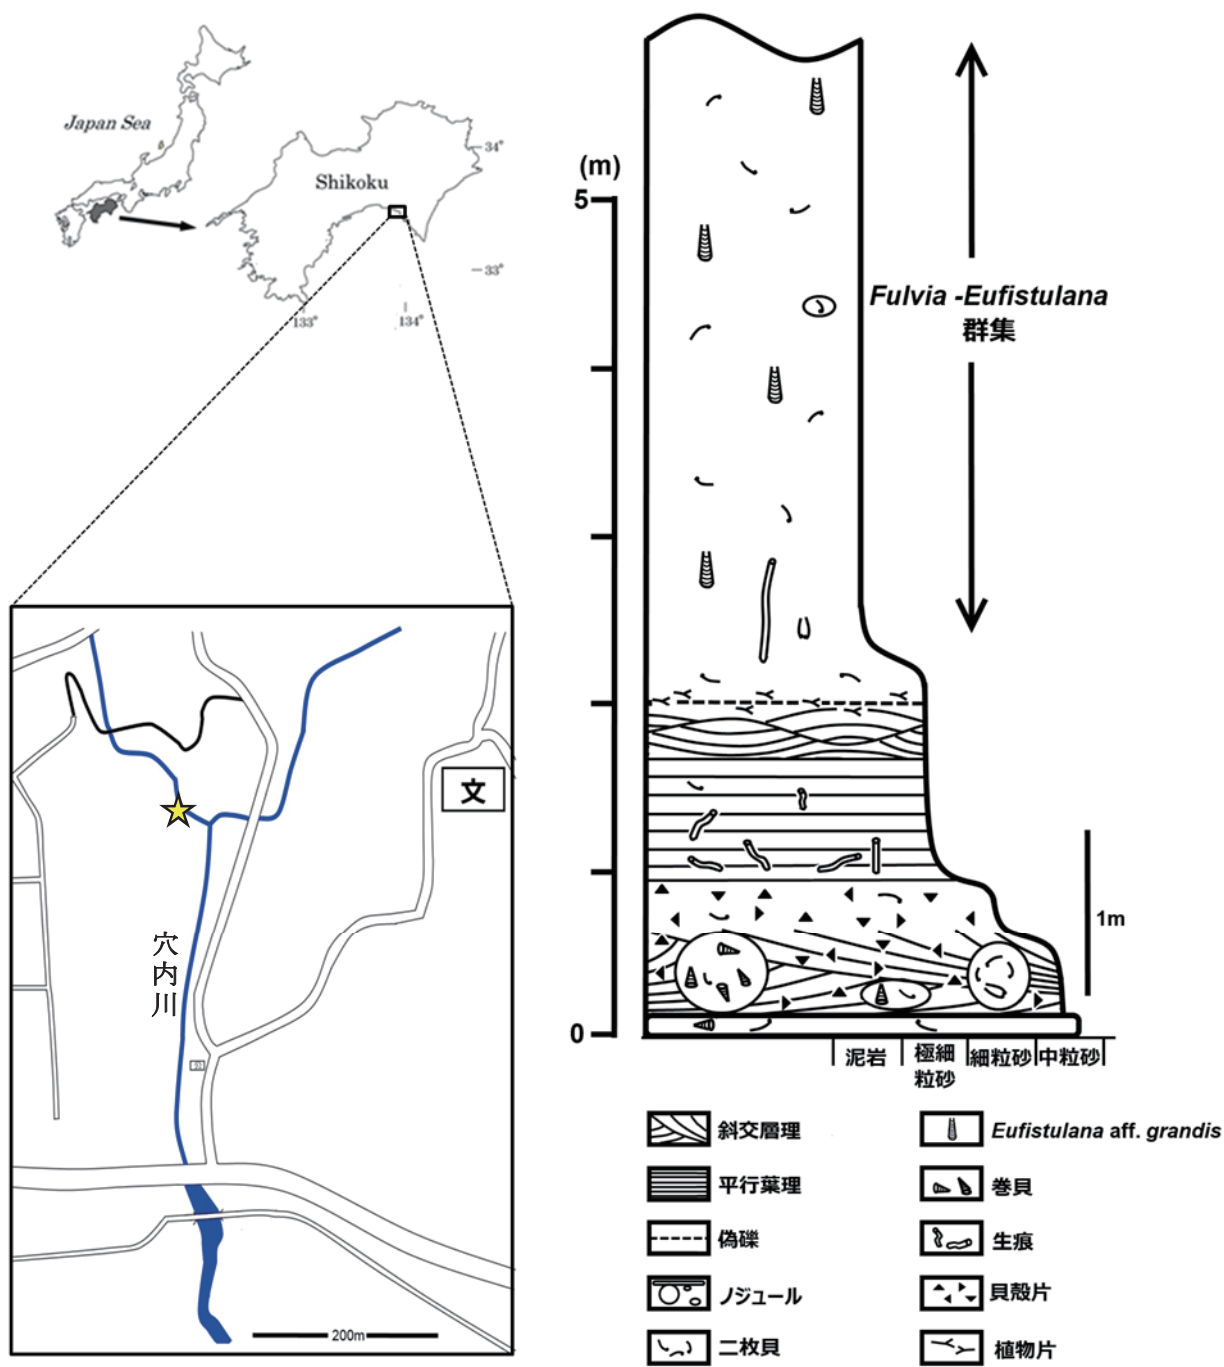 Japan Sea
Shikoku
34°
33°
133°
134°
文
穴内川
200m
(m)
5
0
Fulvia -Eufistulana
群集
1m
泥岩
極細
粒砂
細粒砂
中粒砂
斜交層理
平行葉理
偽礫
ノジュール
二枚貝
Eufistulana aff. grandis
巻貝
生痕
貝殻片
植物片